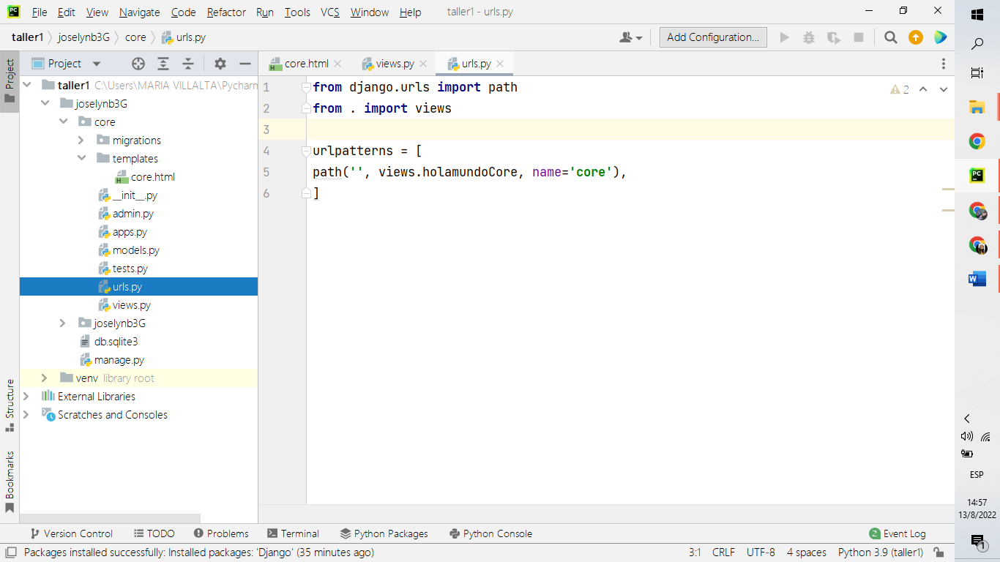 PC File Edit View Navigate Code Refactor Run Tools VCS Window Help taller1 - urls.py
taller1 joselynb3G core urls.py Add Configuration...
Project core.html views.py urls.py
Project
Structure
Bookmarks
taller1 C:\Users\MARIA VILLALTA\Pycharm
joselynb3G
core
migrations
templates
core.html
__init__.py
admin.py
apps.py
models.py
tests.py
urls.py
views.py
joselynb3G
db.sqlite3
manage.py
venv library root
External Libraries
Scratches and Consoles
1 from django.urls import path
2 from . import views
3
4 urlpatterns = [
5 path('', views.holamundoCore, name='core'),
6 ]
2
Version Control TODO Problems Terminal Python Packages Python Console 2 Event Log
Packages installed successfully: Installed packages: 'Django' (35 minutes ago) 3:1 CRLF UTF-8 4 spaces Python 3.9 (taller1)
PC
W
ESP
14:57
13/8/2022
1